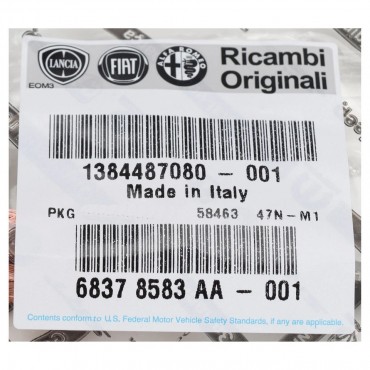 LANCIA FIAT ALFA ROMEO Ricambi
Originali
EOM3
1384487080 - 001
Made in Italy
PKG 58463 47N-M1
6837 8583 AA - 001
Contents conform to U.S. Federal Motor Vehicle Safety Standards, if any are applicable.